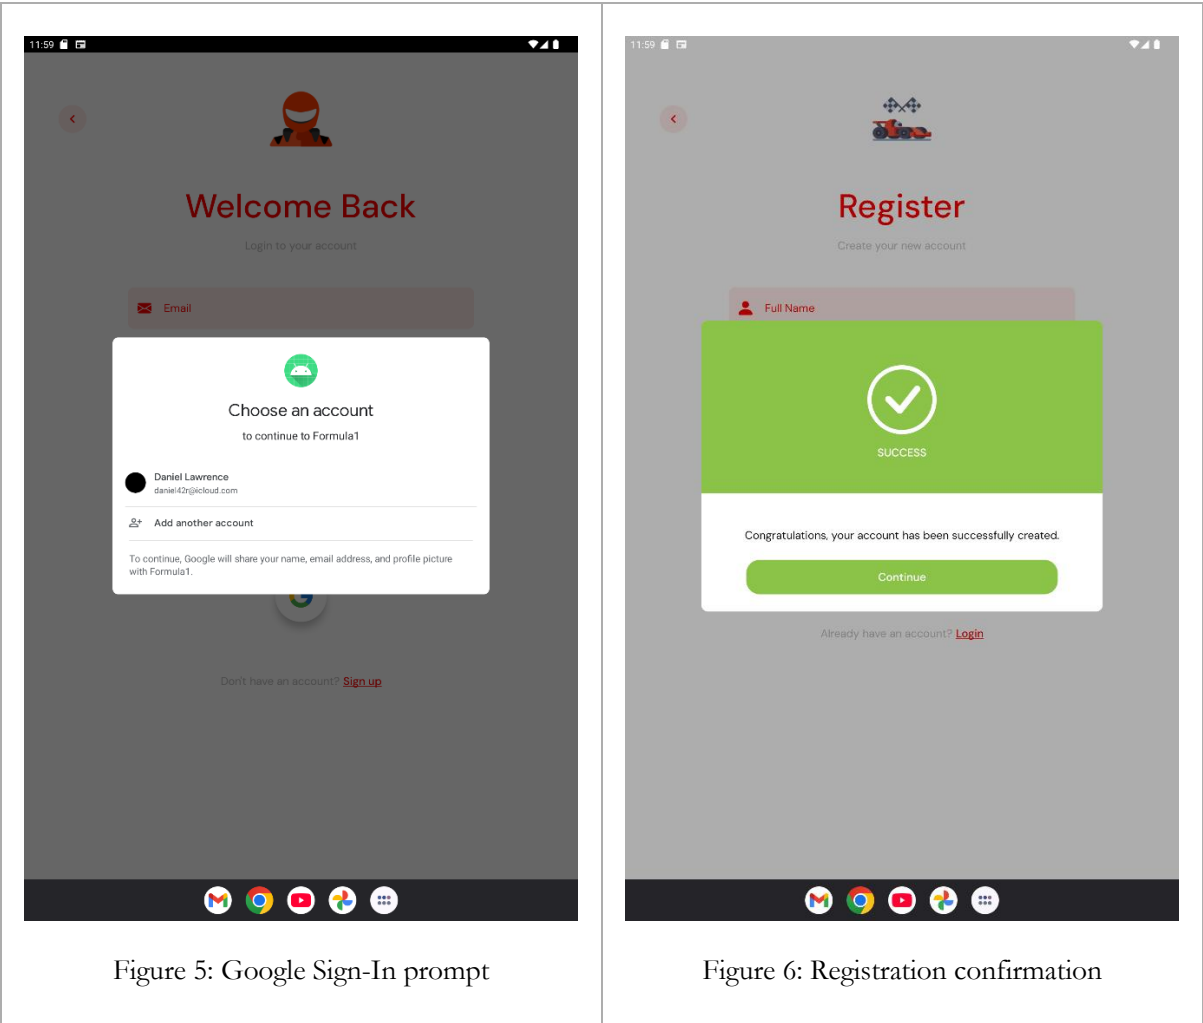 11:59
Welcome Back
Login to your account
Email
Choose an account
to continue to Formula1
Daniel Lawrence
daniel42r@icloud.com
Add another account
To continue, Google will share your name, email address, and profile picture
with Formula1.
Don't have an account? Sign up
Figure 5: Google Sign-In prompt
11:59
Register
Create your new account
Full Name
SUCCESS
Congratulations, your account has been successfully created.
Continue
Already have an account? Login
Figure 6: Registration confirmation